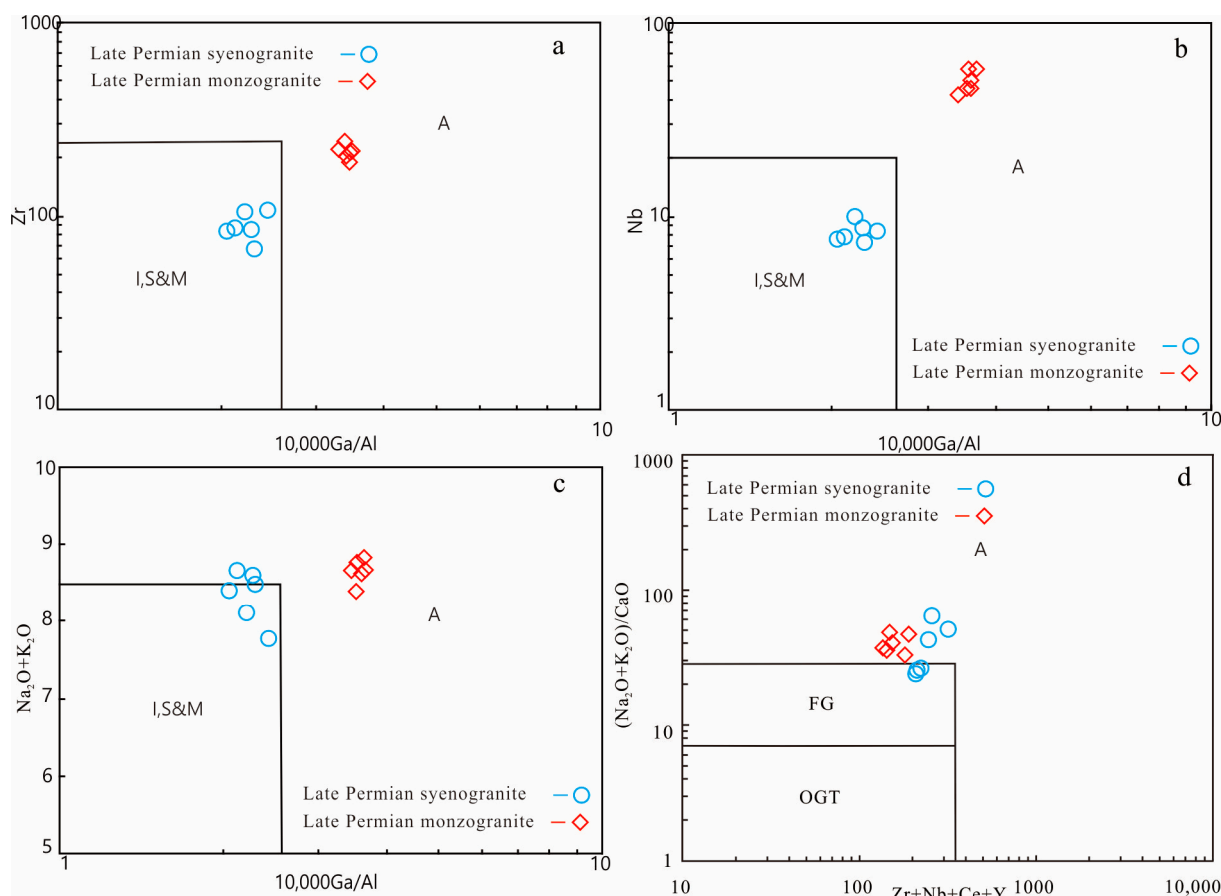 1000
a
Late Permian syenogranite
Late Permian monzogranite
A
Zr
100
I,S&M
10
1
10
10,000Ga/Al
100
b
A
Nb
10
I,S&M
Late Permian syenogranite
Late Permian monzogranite
1
1
10
10,000Ga/Al
10
c
9
8
A
Na₂O+K₂O
7
I,S&M
6
Late Permian syenogranite
Late Permian monzogranite
5
1
10
10,000Ga/Al
1000
d
Late Permian syenogranite
Late Permian monzogranite
A
100
(Na₂O+K₂O)/CaO
FG
10
OGT
1
10
100
1000
10,000
Zr+Nb+Ce+Y